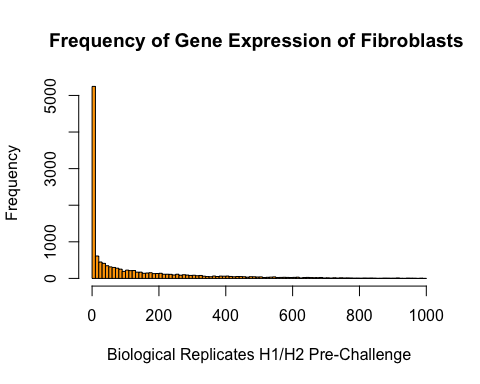 Frequency of Gene Expression of Fibroblasts
Frequency
5000
3000
1000
0
0 200 400 600 800 1000
Biological Replicates H1/H2 Pre-Challenge